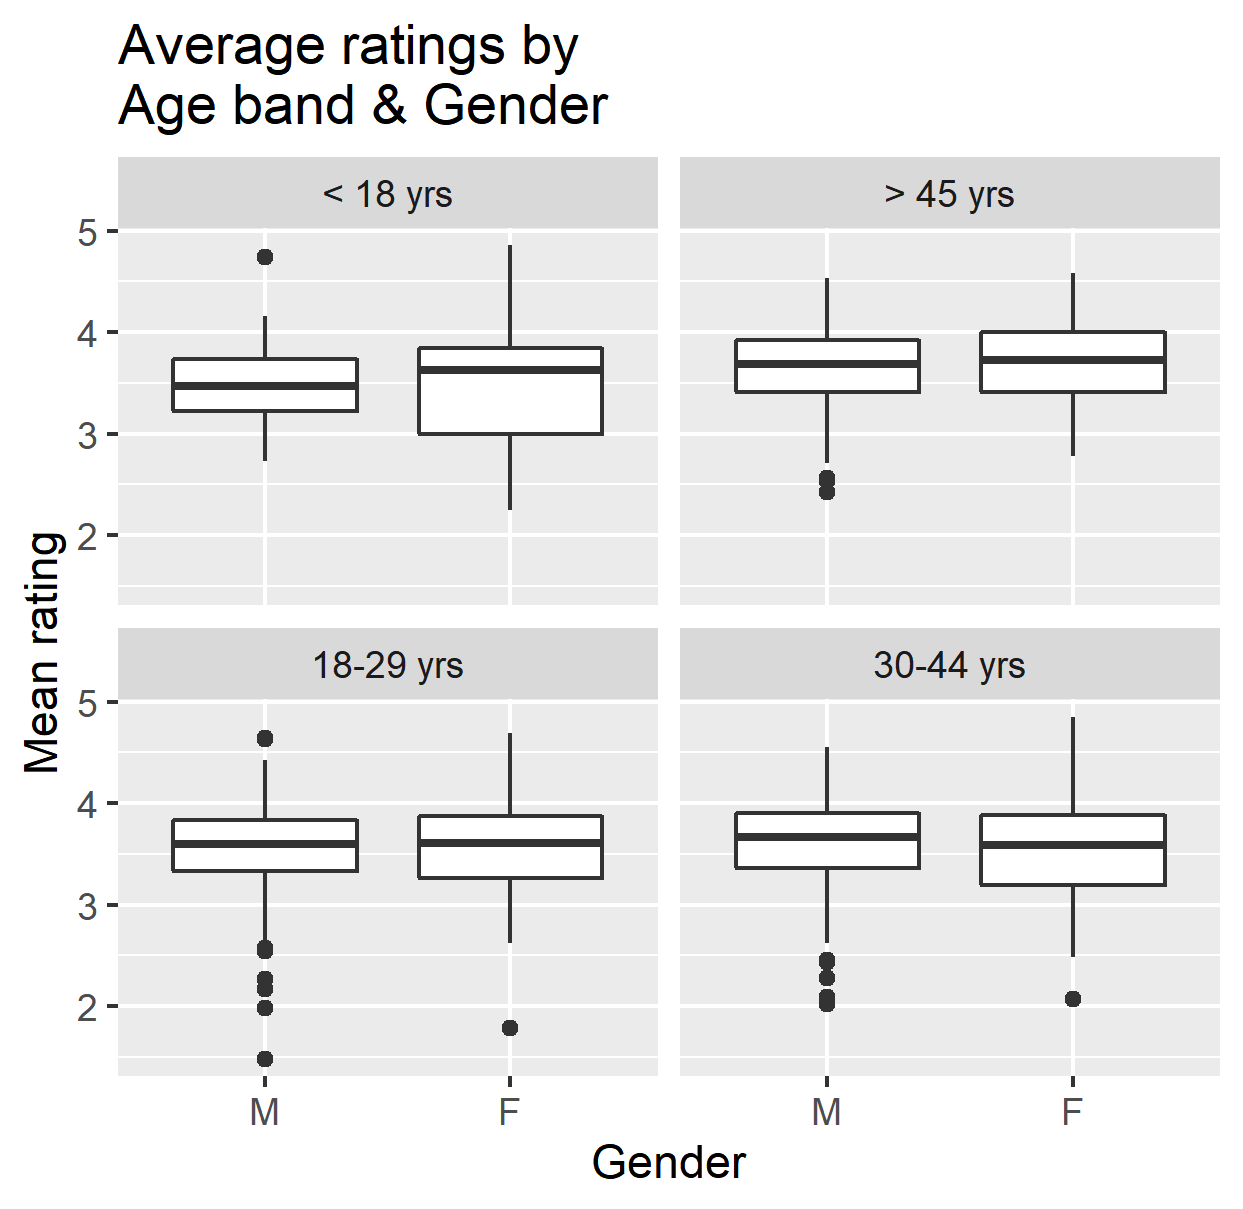 Average ratings by
Age band & Gender
< 18 yrs
> 45 yrs
5
4
3
2
18-29 yrs
30-44 yrs
5
4
3
2
Mean rating
M
F
M
F
Gender